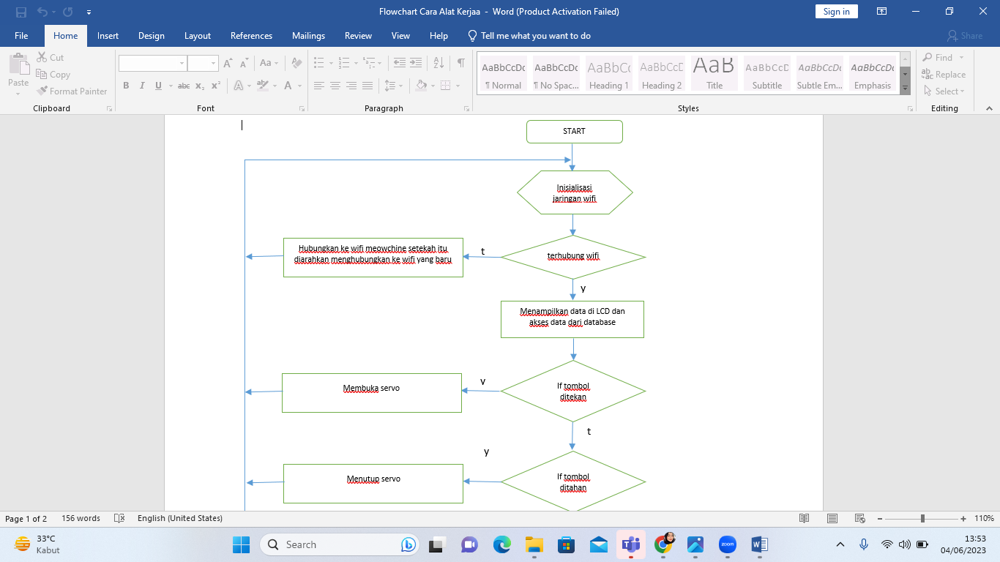 Flowchart Cara Alat Kerjaa - Word (Product Activation Failed)
Sign in
File Home Insert Design Layout References Mailings Review View Help Tell me what you want to do Share
Paste
Cut
Copy
Format Painter
Clipboard
Aa
B I U abc x₂ x²
A A
Font
Paragraph
AaBbCcDc AaBbCcDc AaBbCc AaBbCcD AaB AaBbCcD AaBbCcDc AaBbCcDc
¶ Normal ¶ No Spac... Heading 1 Heading 2 Title Subtitle Subtle Em... Emphasis
Styles
Find
Replace
Select
Editing
START
Inisialisasi
jaringan wifi
Hubungkan ke wifi meowchine setekah itu
diarahkan menghubungkan ke wifi yang baru
t
terhubung wifi
y
Menampilkan data di LCD dan
akses data dari database
Membuka servo
v
If tombol
ditekan
t
y
Menutup servo
If tombol
ditahan
Page 1 of 2 156 words English (United States) 110%
33°C
Kabut
Search
zoom
13:53
04/06/2023